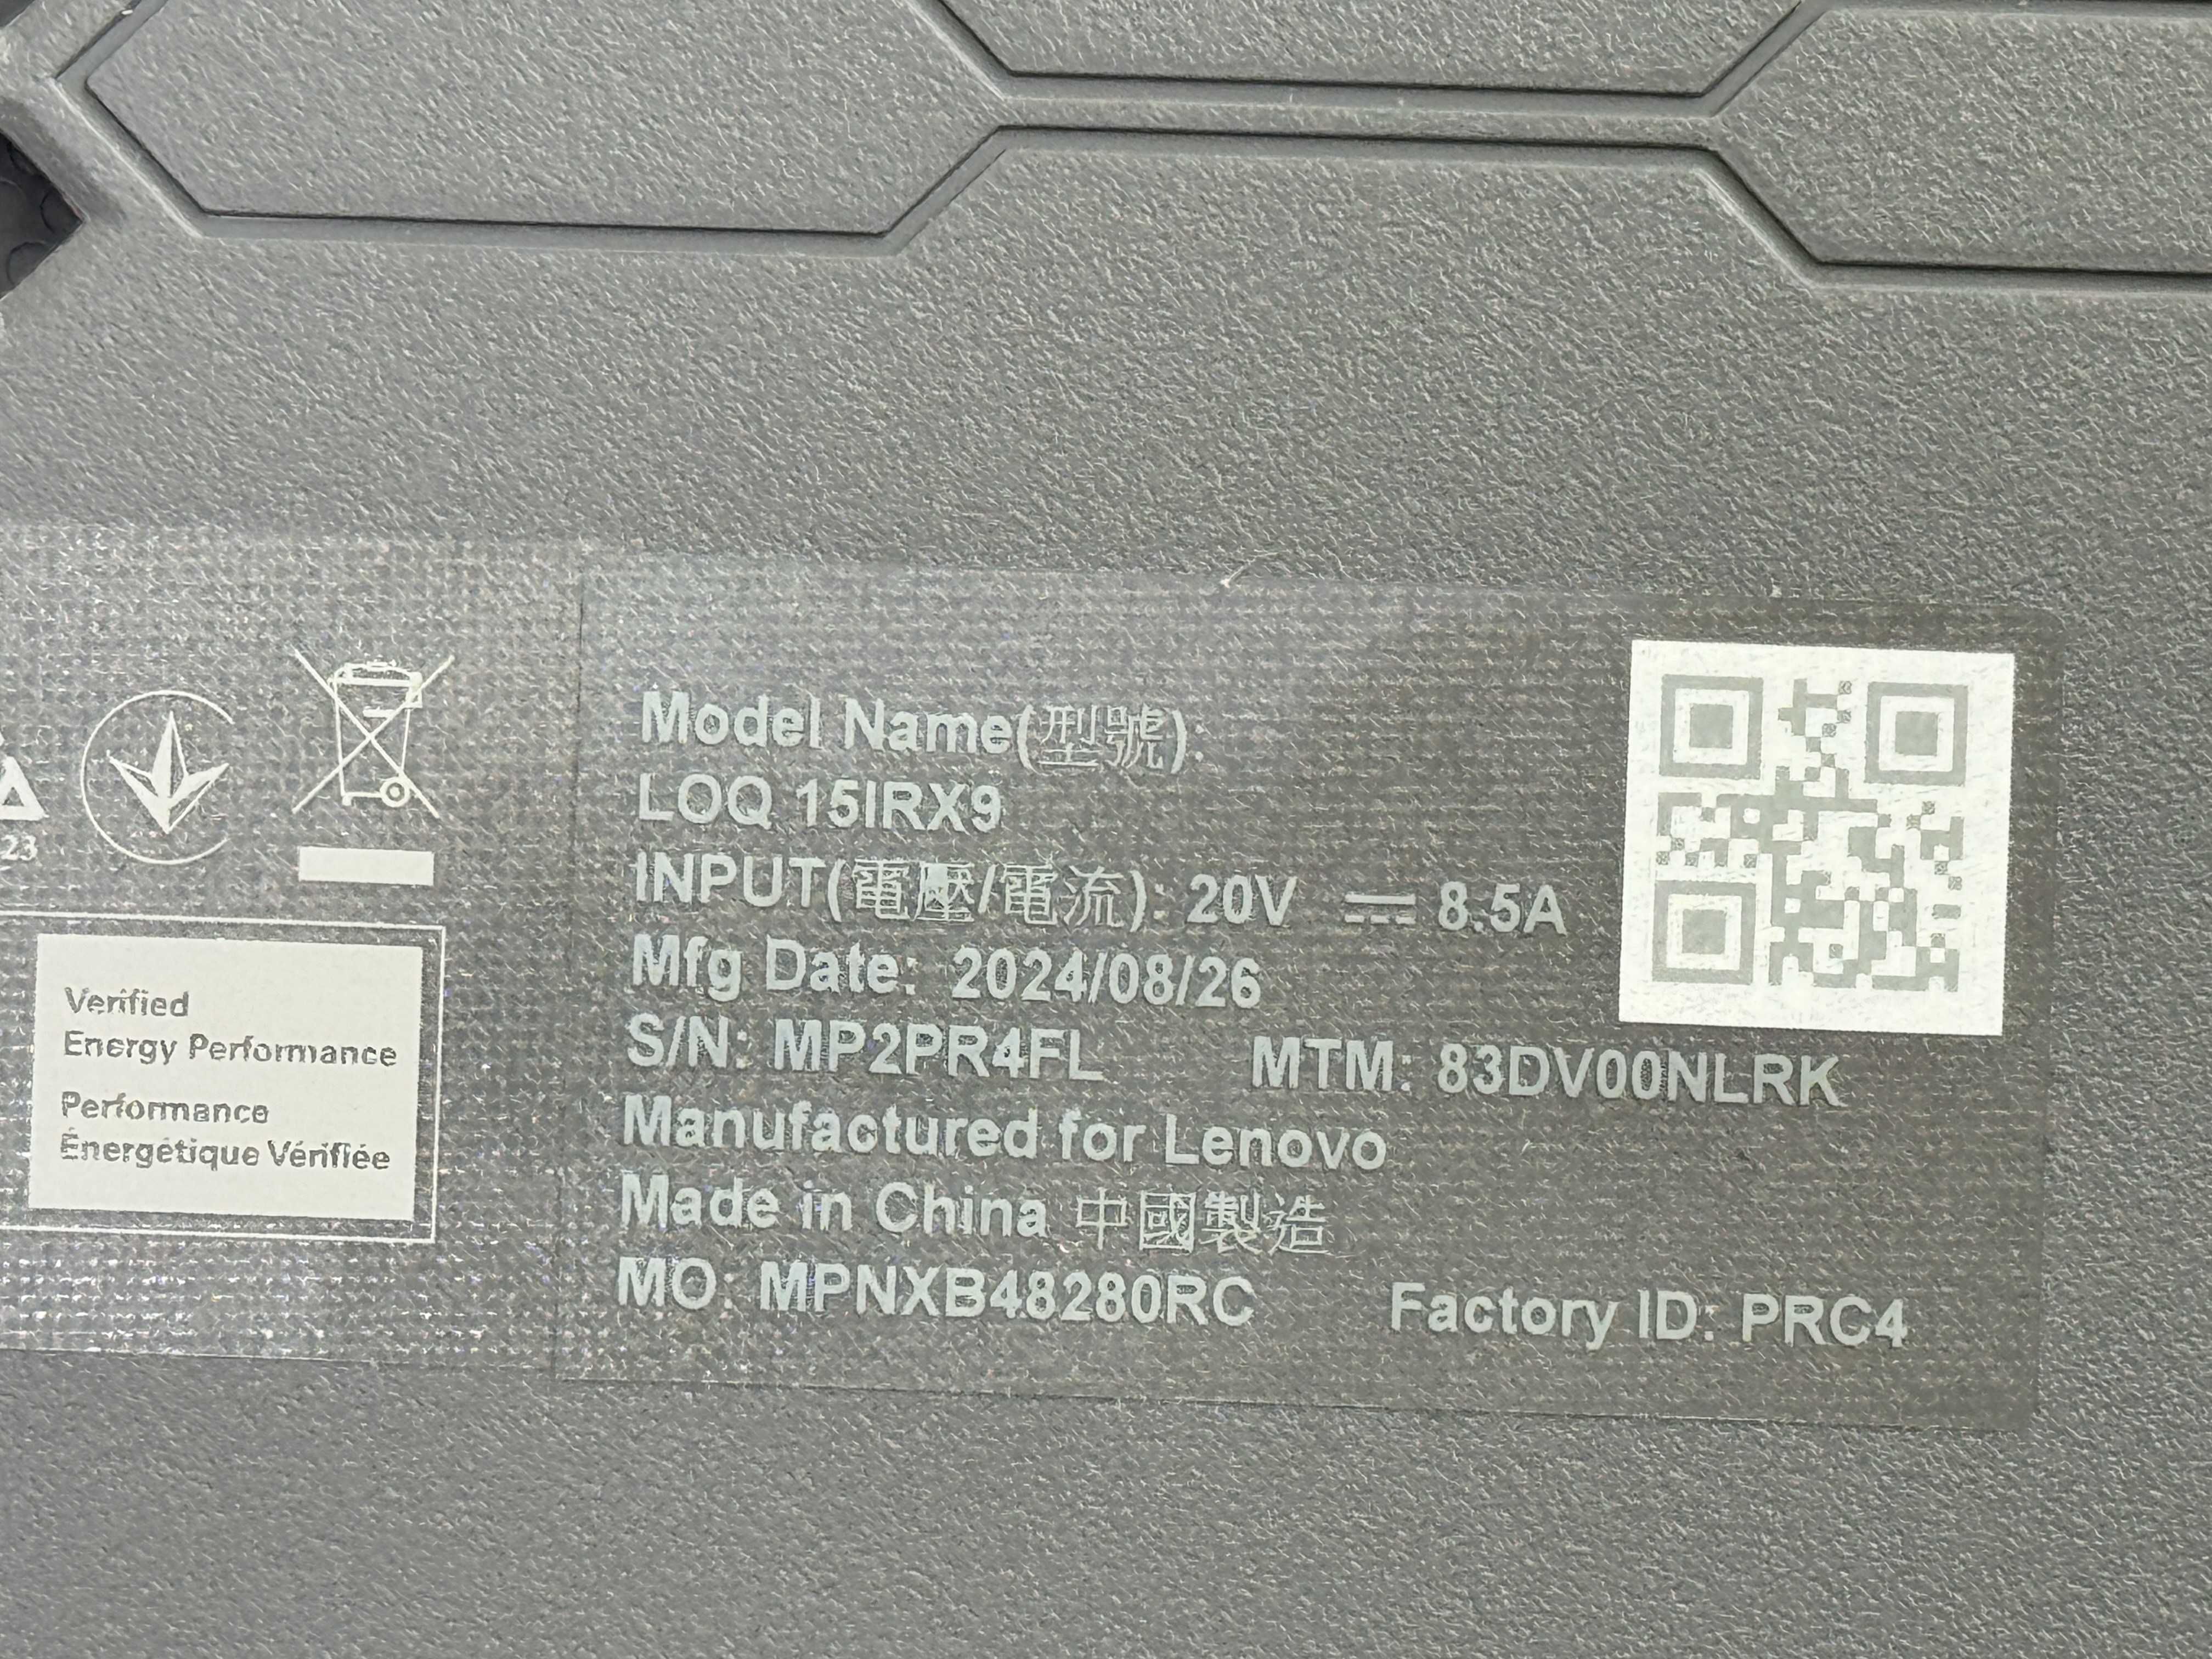 23
Verified
Energy Performance
Performance
Énergétique Vérifiée
Model Name(型號):
LOQ 15IRX9
INPUT(電壓/電流): 20V ⎓ 8.5A
Mfg Date: 2024/08/26
S/N: MP2PR4FL MTM: 83DV00NLRK
Manufactured for Lenovo
Made in China 中國製造
MO: MPNXB48280RC Factory ID: PRC4